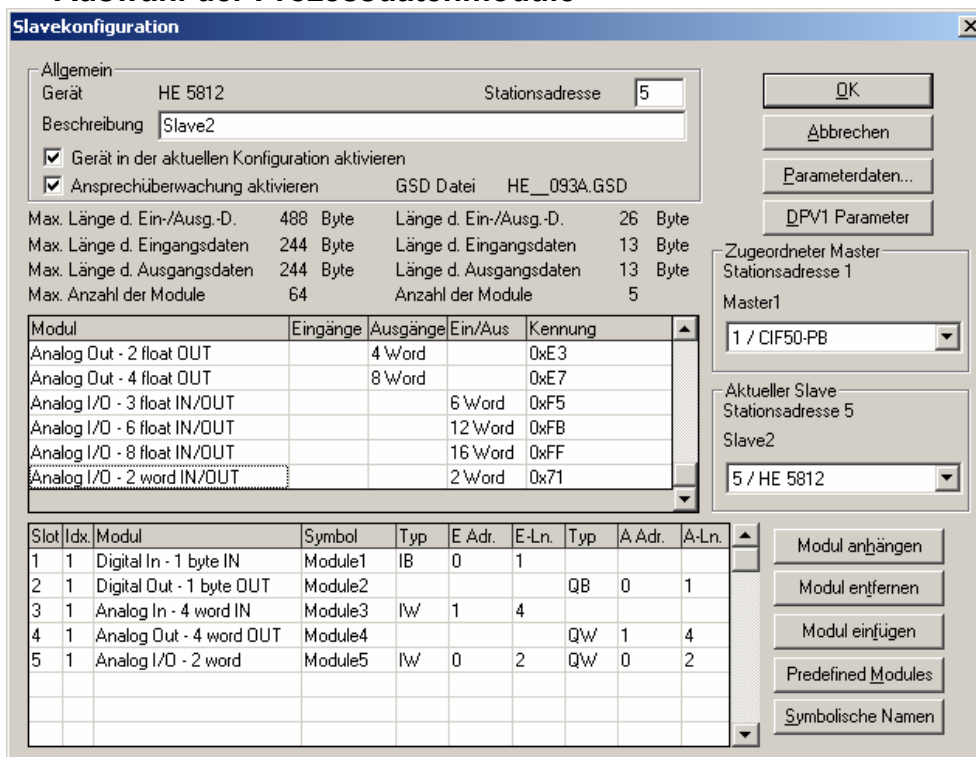 Auswahl der Prozessdatenmodule
Slavekonfiguration
Allgemein
Gerät HE 5812 Stationsadresse 5
Beschreibung Slave2
Gerät in der aktuellen Konfiguration aktivieren
Ansprechüberwachung aktivieren GSD Datei HE__093A.GSD
Max. Länge d. Ein-/Ausg.-D. 488 Byte Länge d. Ein-/Ausg.-D. 26 Byte
Max. Länge d. Eingangsdaten 244 Byte Länge d. Eingangsdaten 13 Byte
Max. Länge d. Ausgangsdaten 244 Byte Länge d. Ausgangsdaten 13 Byte
Max. Anzahl der Module 64 Anzahl der Module 5
OK
Abbrechen
Parameterdaten...
DPV1 Parameter
Zugeordneter Master
Stationsadresse 1
Master1
1 / CIF50-PB
Aktueller Slave
Stationsadresse 5
Slave2
5 / HE 5812
Modul Eingänge Ausgänge Ein/Aus Kennung
Analog Out - 2 float OUT 4 Word 0xE3
Analog Out - 4 float OUT 8 Word 0xE7
Analog I/O - 3 float IN/OUT 6 Word 0xF5
Analog I/O - 6 float IN/OUT 12 Word 0xFB
Analog I/O - 8 float IN/OUT 16 Word 0xFF
Analog I/O - 2 word IN/OUT 2 Word 0x71
Slot Idx. Modul Symbol Typ E Adr. E-Ln. Typ A Adr. A-Ln.
1 1 Digital In - 1 byte IN Module1 IB 0 1
2 1 Digital Out - 1 byte OUT Module2 QB 0 1
3 1 Analog In - 4 word IN Module3 IW 1 4
4 1 Analog Out - 4 word OUT Module4 QW 1 4
5 1 Analog I/O - 2 word Module5 IW 0 2 QW 0 2
Modul anhängen
Modul entfernen
Modul einfügen
Predefined Modules
Symbolische Namen